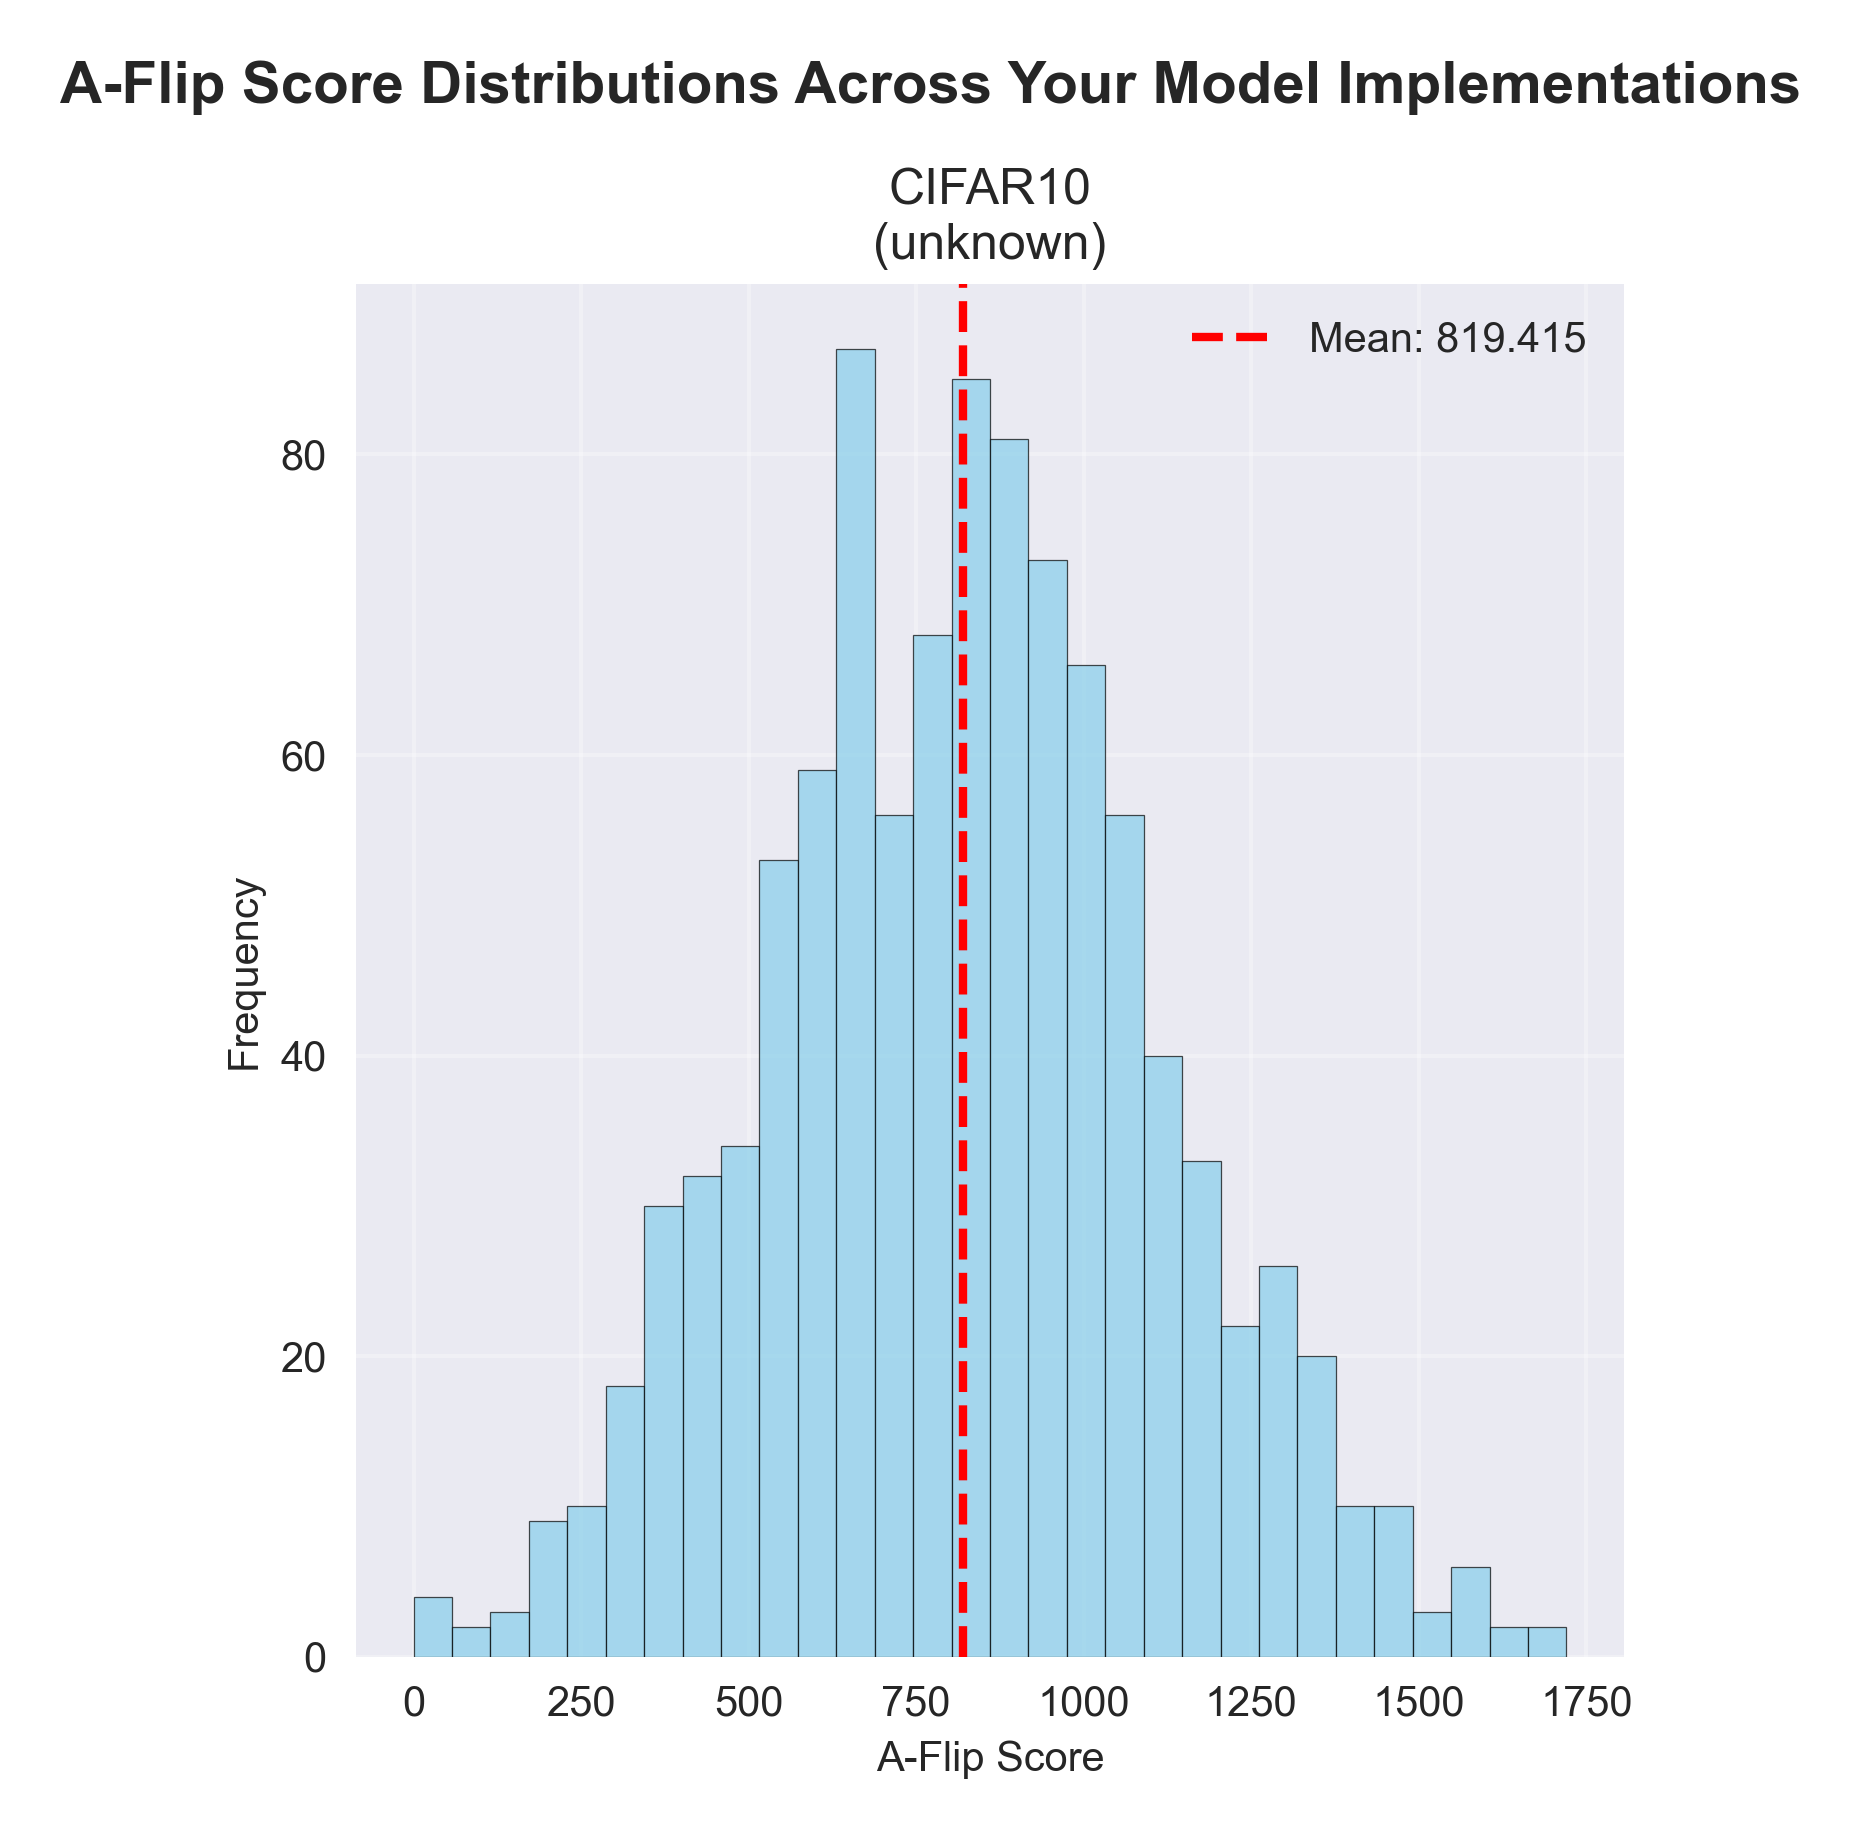 A-Flip Score Distributions Across Your Model Implementations
CIFAR10
(unknown)
Mean: 819.415
80
60
40
20
0
Frequency
0 250 500 750 1000 1250 1500 1750
A-Flip Score